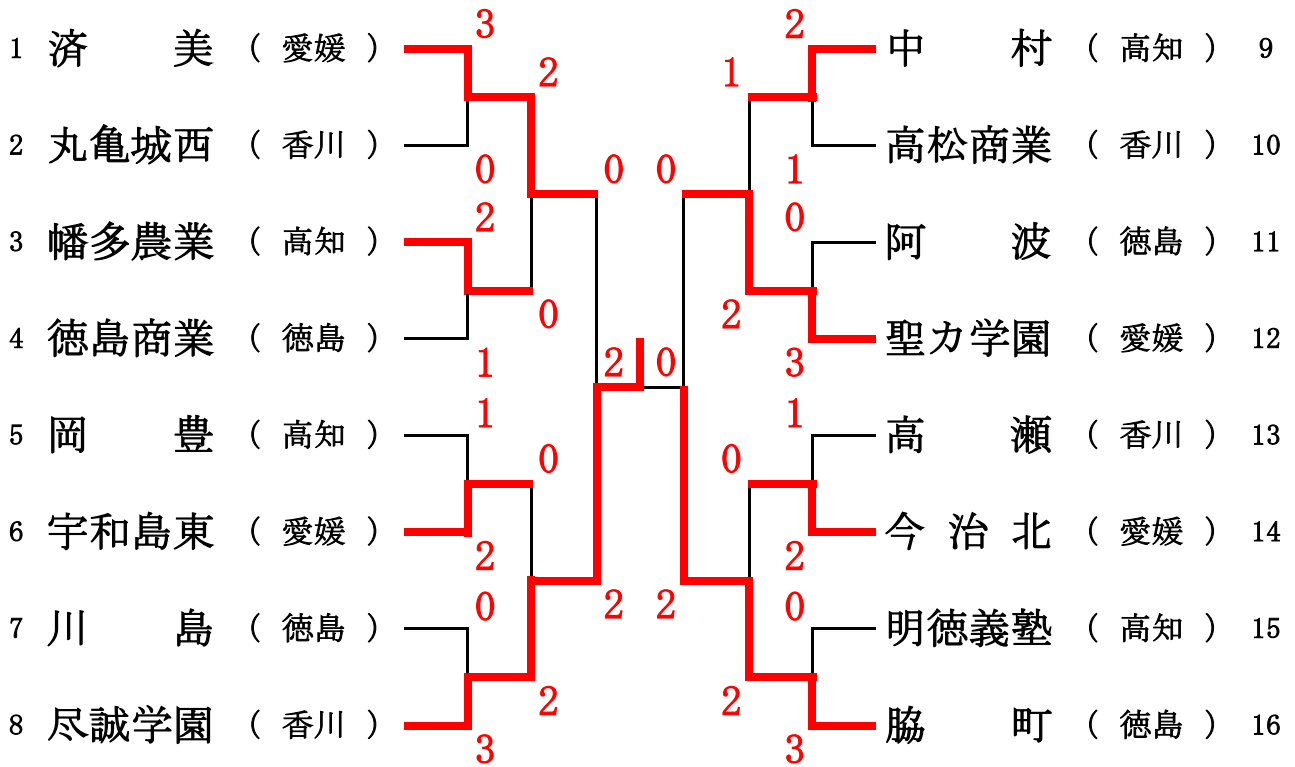 1 済美 ( 愛媛 ) 3 2 中村 ( 高知 ) 9
2 1
2 丸亀城西 ( 香川 ) 高松商業 ( 香川 ) 10
0 0 0 1
2 0
3 幡多農業 ( 高知 ) 阿波 ( 徳島 ) 11
0 2
4 徳島商業 ( 徳島 ) 聖カ学園 ( 愛媛 ) 12
1 2 0 3
1 1
5 岡豊 ( 高知 ) 高瀬 ( 香川 ) 13
0 0
6 宇和島東 ( 愛媛 ) 今治北 ( 愛媛 ) 14
2 2
0 2 2 0
7 川島 ( 徳島 ) 明徳義塾 ( 高知 ) 15
2 2
8 尽誠学園 ( 香川 ) 脇町 ( 徳島 ) 16
3 3